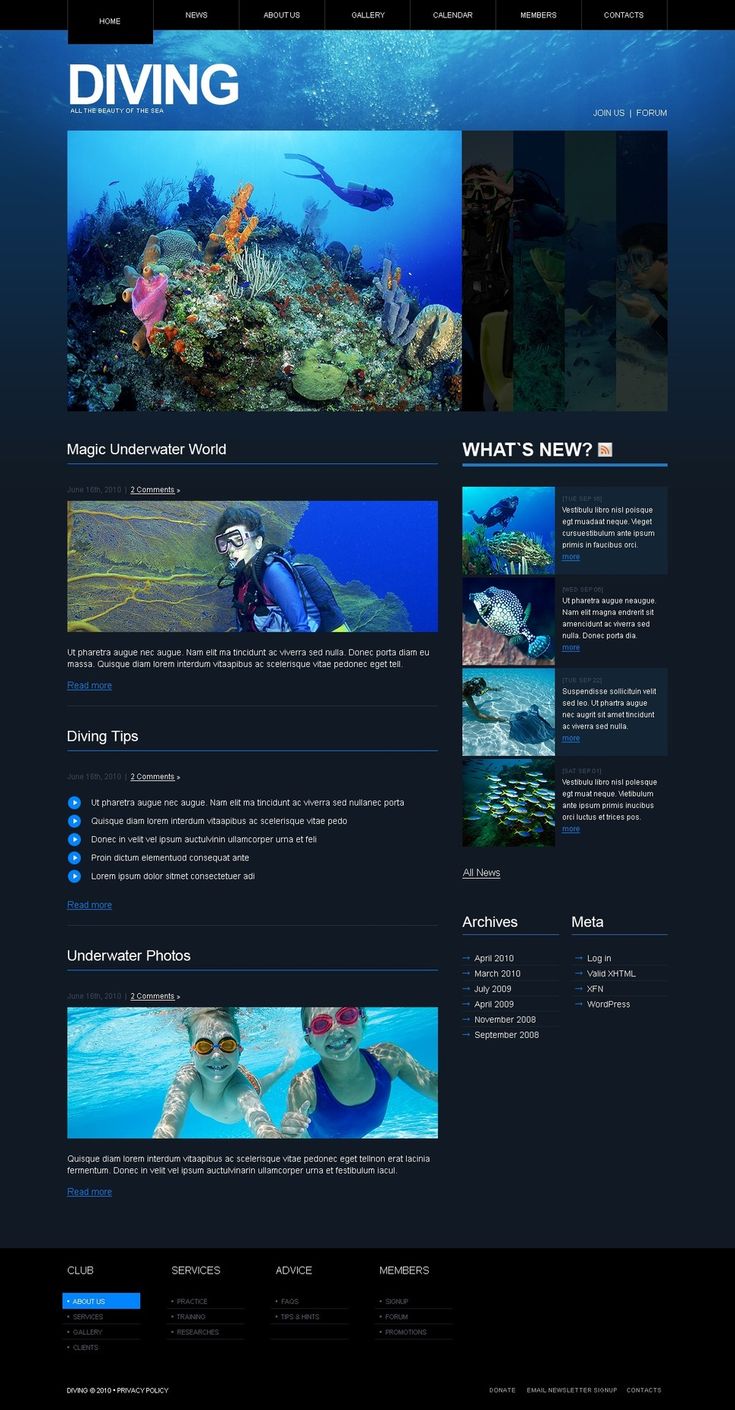 HOME
NEWS
ABOUT US
GALLERY
CALENDAR
MEMBERS
CONTACTS
DIVING
ALL THE BEAUTY OF THE SEA
JOIN US | FORUM
Magic Underwater World
June 16th, 2010 | 2 Comments »
Ut pharetra augue nec augue. Nam elit ma tincidunt ac viverra sed nulla. Donec porta diam eu
massa. Quisque diam lorem interdum vitaapibus ac scelerisque vitae pedonec eget tell.
Read more
Diving Tips
June 16th, 2010 | 2 Comments »
Ut pharetra augue nec augue. Nam elit ma tincidunt ac viverra sed nullanec porta
Quisque diam lorem interdum vitaapibus ac scelerisque vitae pedo
Donec in velit vel ipsum auctulvinin ullamcorper urna et feli
Proin dictum elementuod consequat ante
Lorem ipsum dolor sitmet consectetuer adi
Read more
Underwater Photos
June 16th, 2010 | 2 Comments »
Quisque diam lorem interdum vitaapibus ac scelerisque vitae pedonec eget tellnon erat lacinia
fermentum. Donec in velit vel ipsum auctulvinarin ullamcorper urna et festibulum iacul.
Read more
WHAT`S NEW?
[TUE SEP 16]
Vestibulu libro nisl poisque
egt muadaat neque. Vieget
cursuestibulum ante ipsum
primis in faucibus orci.
more
[WED SEP 06]
Ut pharetra augue neaugue.
Nam elit magna endrerit sit
amencidunt ac viverra sed
nulla. Donec porta dia.
more
[TUE SEP 22]
Suspendisse sollicituin velit
sed leo. Ut phartra augue
nec augrit sit amet tincidunt
ac viverra sed nulla.
more
[SAT SEP 01]
Vestibulu libro nisl polesque
egt muat neque. Vietibulum
ante ipsum primis inucibus
orci luctus et trices pos.
more
All News
Archives
April 2010
March 2010
July 2009
April 2009
November 2008
September 2008
Meta
Log in
Valid XHTML
XFN
WordPress
CLUB
ABOUT US
SERVICES
GALLERY
CLIENTS
SERVICES
PRACTICE
TRAINING
RESEARCHES
ADVICE
FAQS
TIPS & HINTS
MEMBERS
SIGNUP
FORUM
PROMOTIONS
DIVING © 2010 • PRIVACY POLICY
DONATE
EMAIL NEWSLETTER SIGNUP
CONTACTS